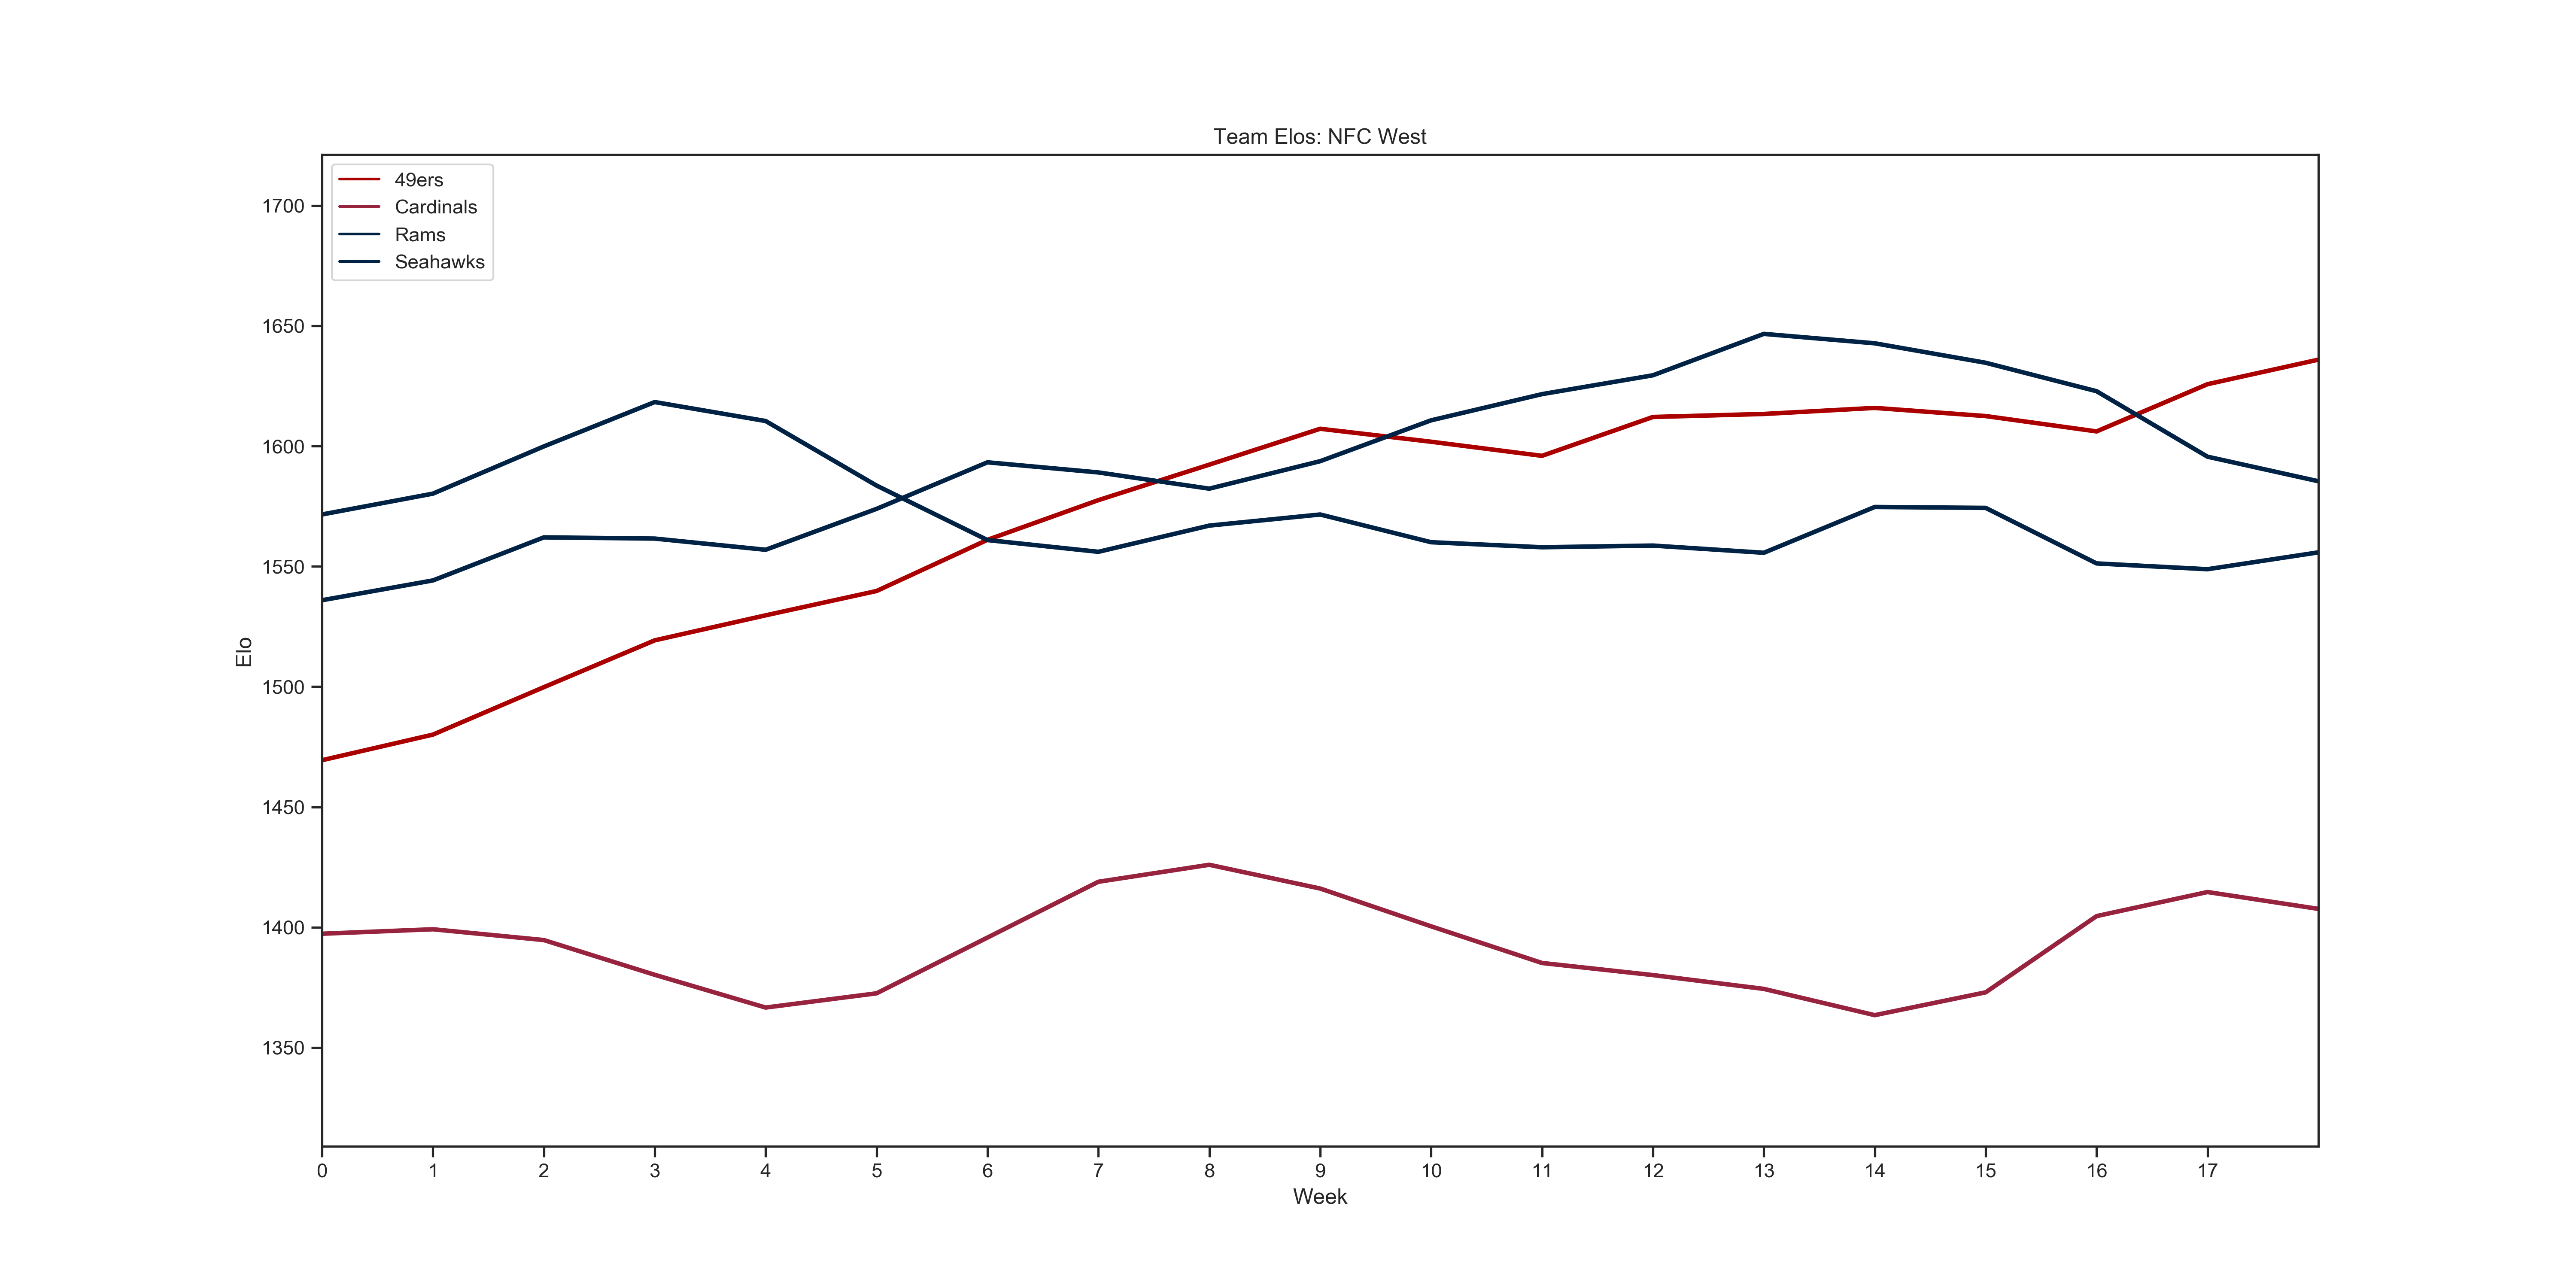 Team Elos: NFC West
49ers
Cardinals
Rams
Seahawks
1700
1650
1600
1550
1500
1450
1400
1350
Elo
0 1 2 3 4 5 6 7 8 9 10 11 12 13 14 15 16 17
Week